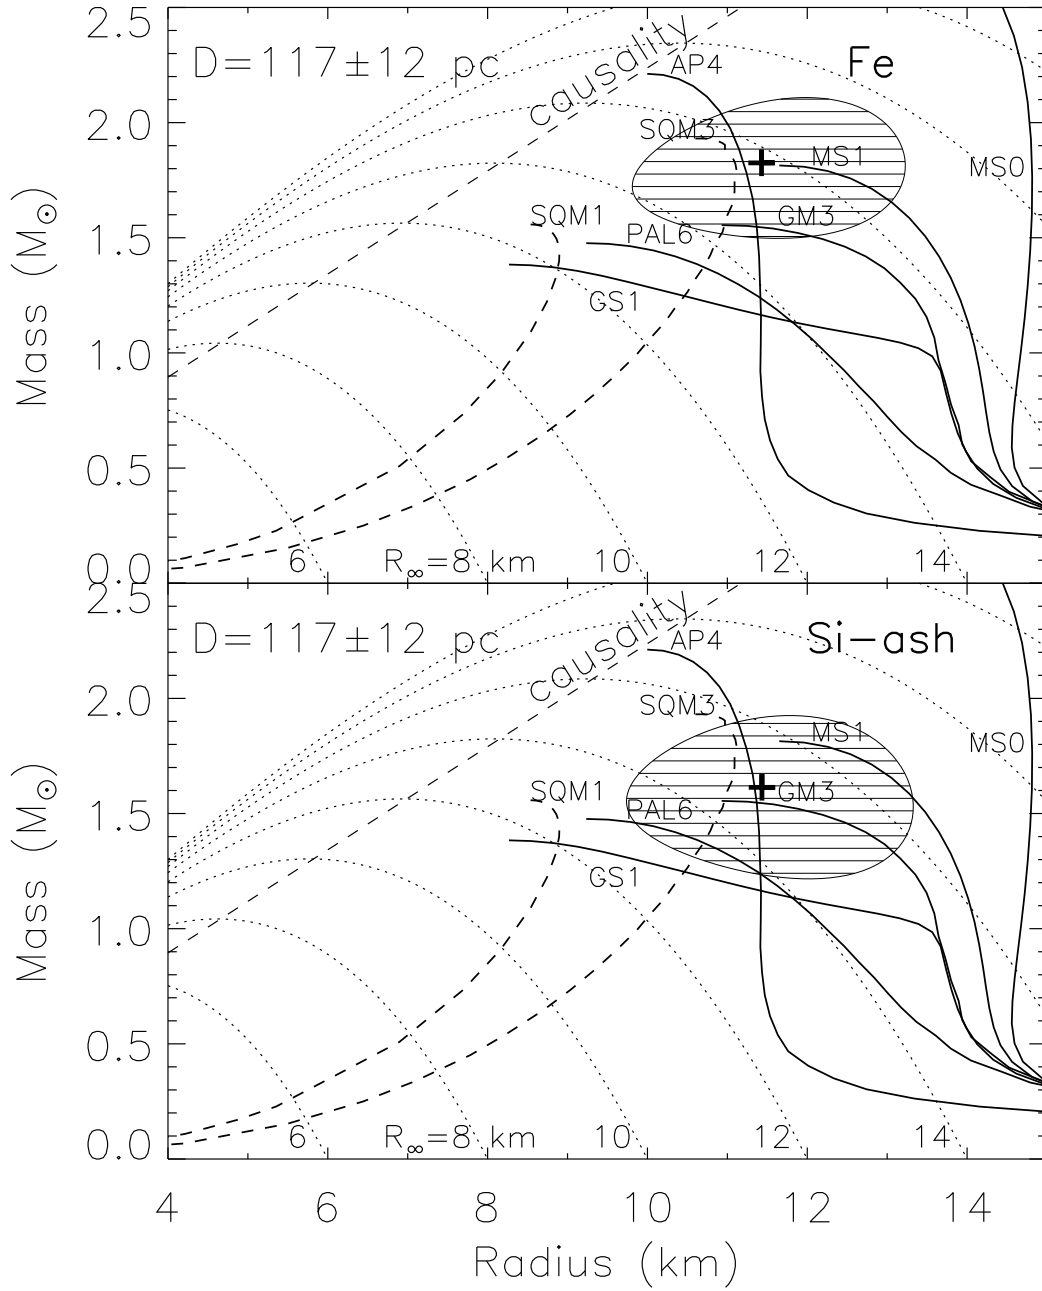 2.5
D=117±12 pc
causality
AP4
Fe
2.0
SQM3
MS1
MS0
SQM1
PAL6
GM3
1.5
GS1
Mass (M⊙)
1.0
0.5
0.0
6
R∞=8 km
10
12
14
2.5
D=117±12 pc
causality
AP4
Si-ash
2.0
SQM3
MS1
MS0
SQM1
PAL6
GM3
1.5
GS1
Mass (M⊙)
1.0
0.5
0.0
6
R∞=8 km
10
12
14
4 6 8 10 12 14
Radius (km)